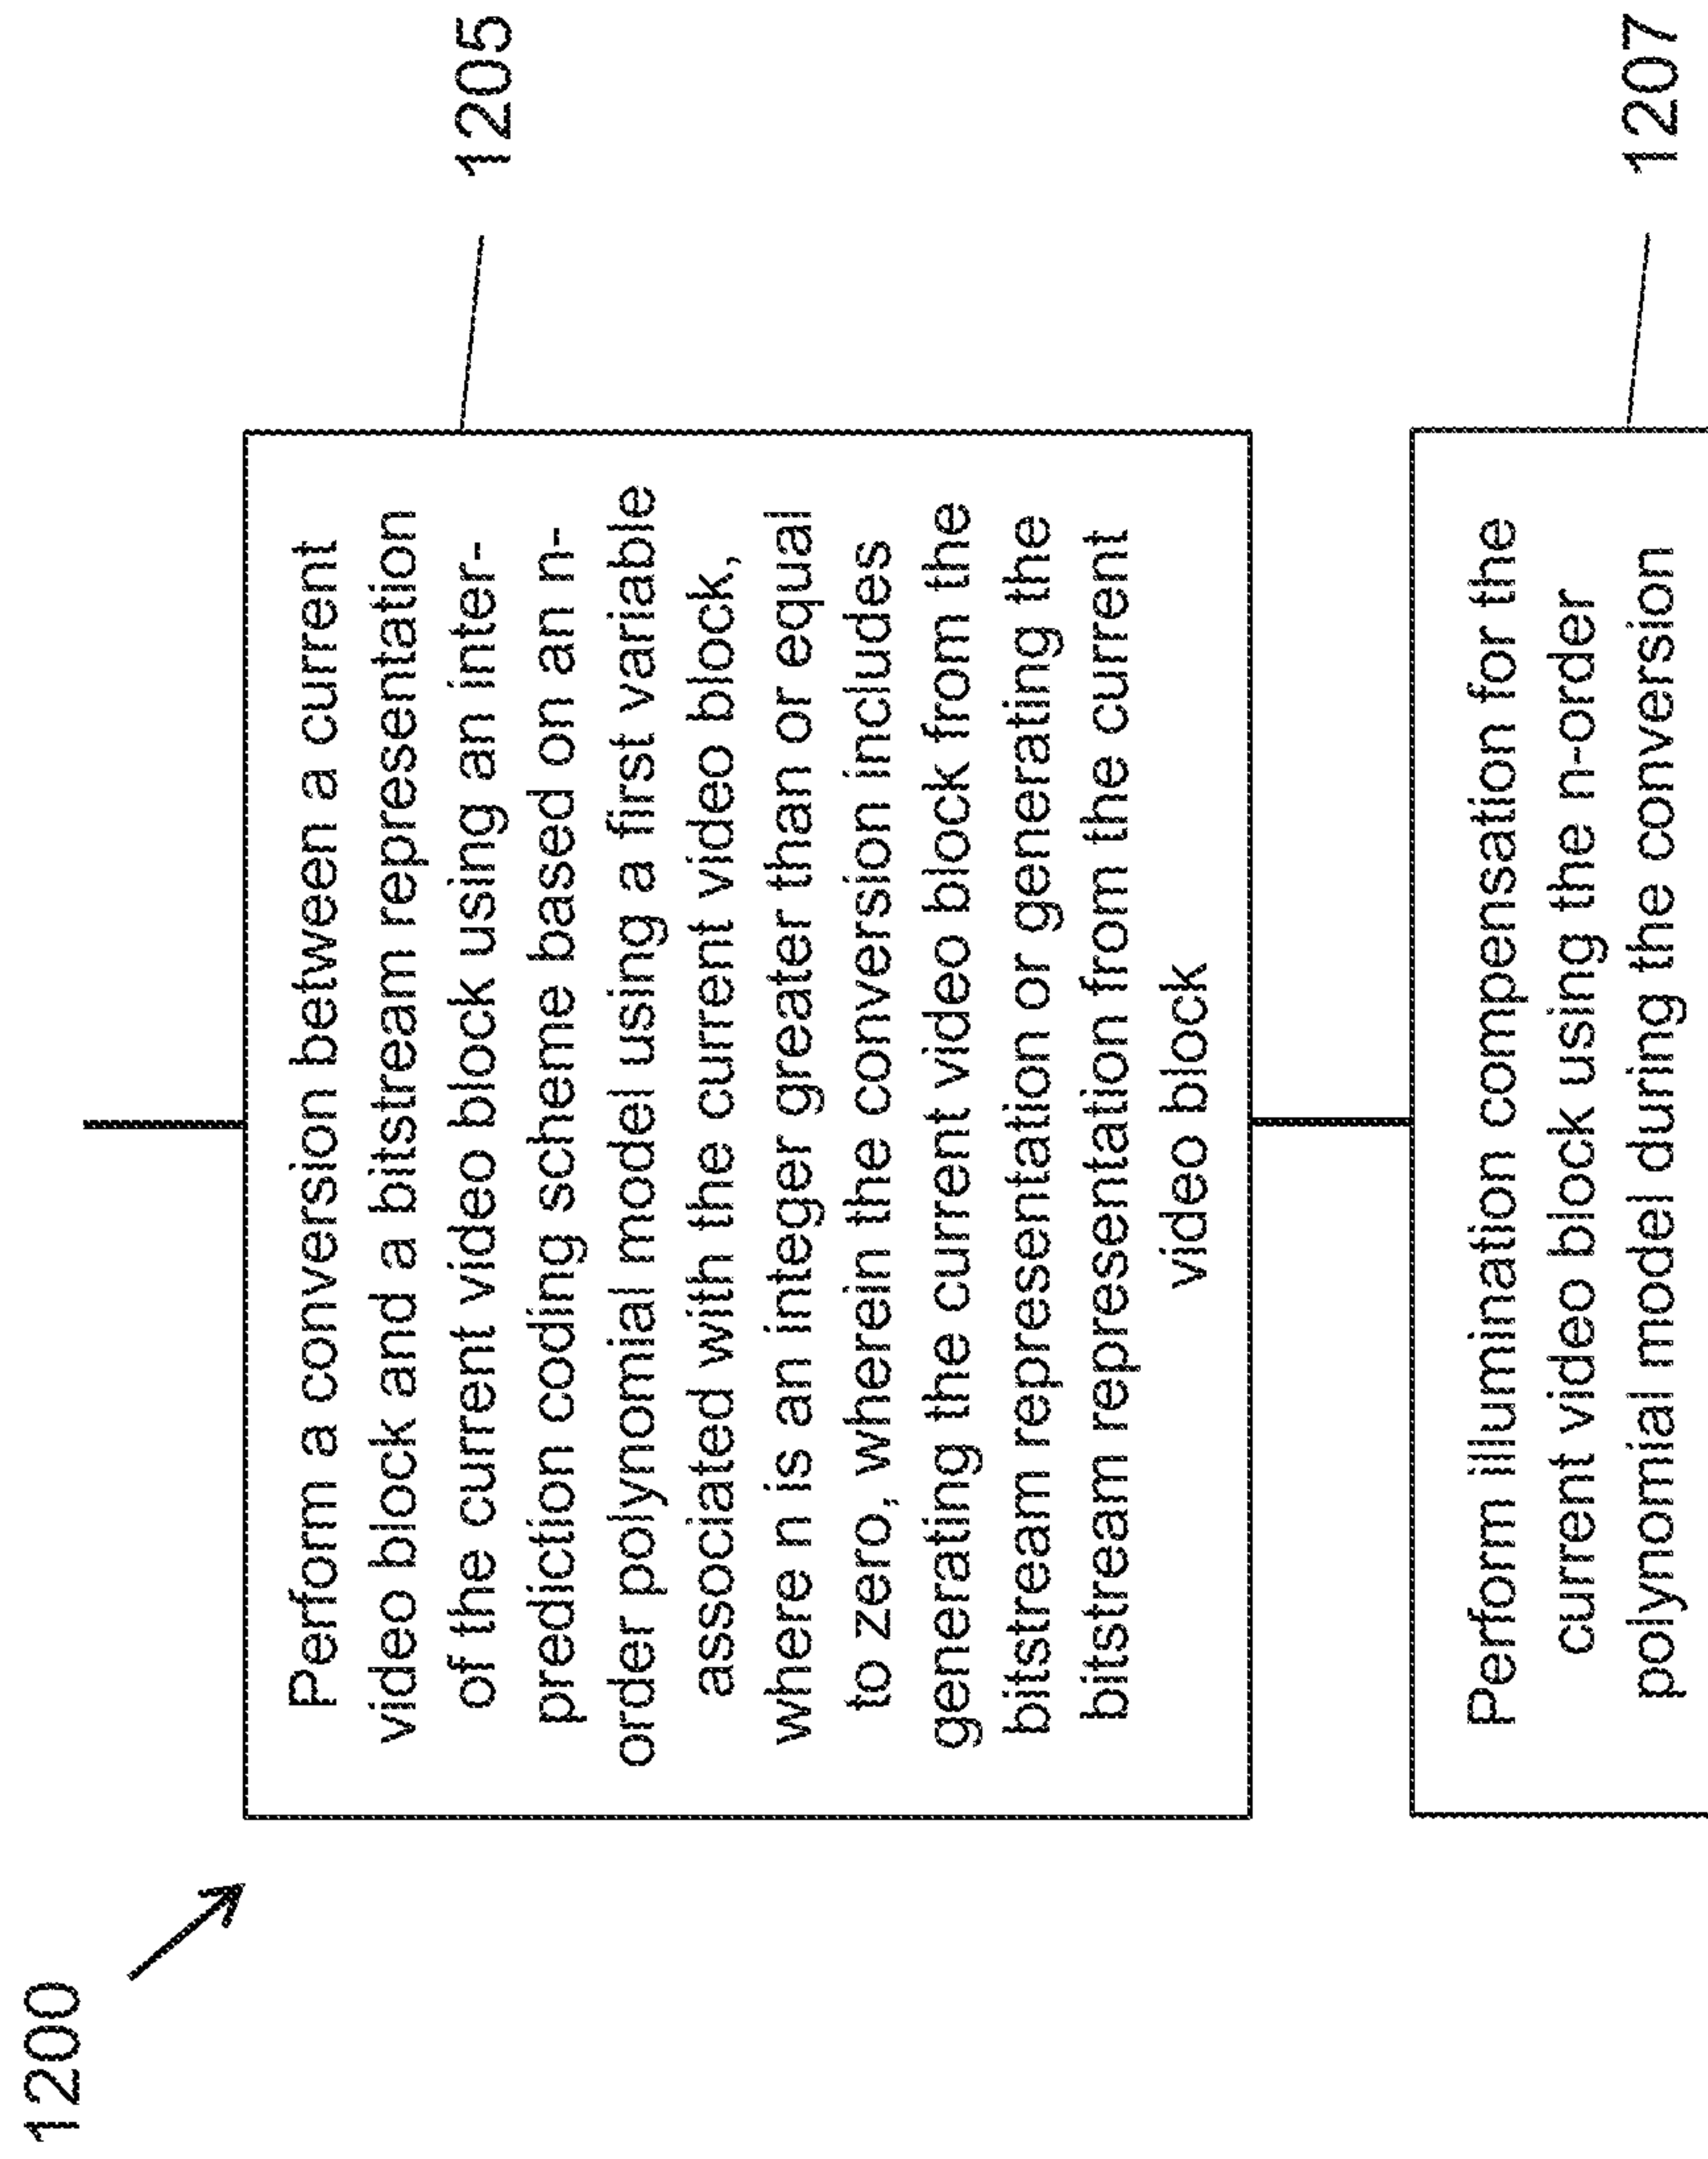 1200
Perform a conversion between a current
video block and a bitstream representation
of the current video block using an inter-
prediction coding scheme based on an n-
order polynomial model using a first variable
associated with the current video block,
where n is an integer greater than or equal
to zero, wherein the conversion includes
generating the current video block from the
bitstream representation or generating the
bitstream representation from the current
video block
1205
Perform illumination compensation for the
current video block using the n-order
polynomial model during the conversion
1207